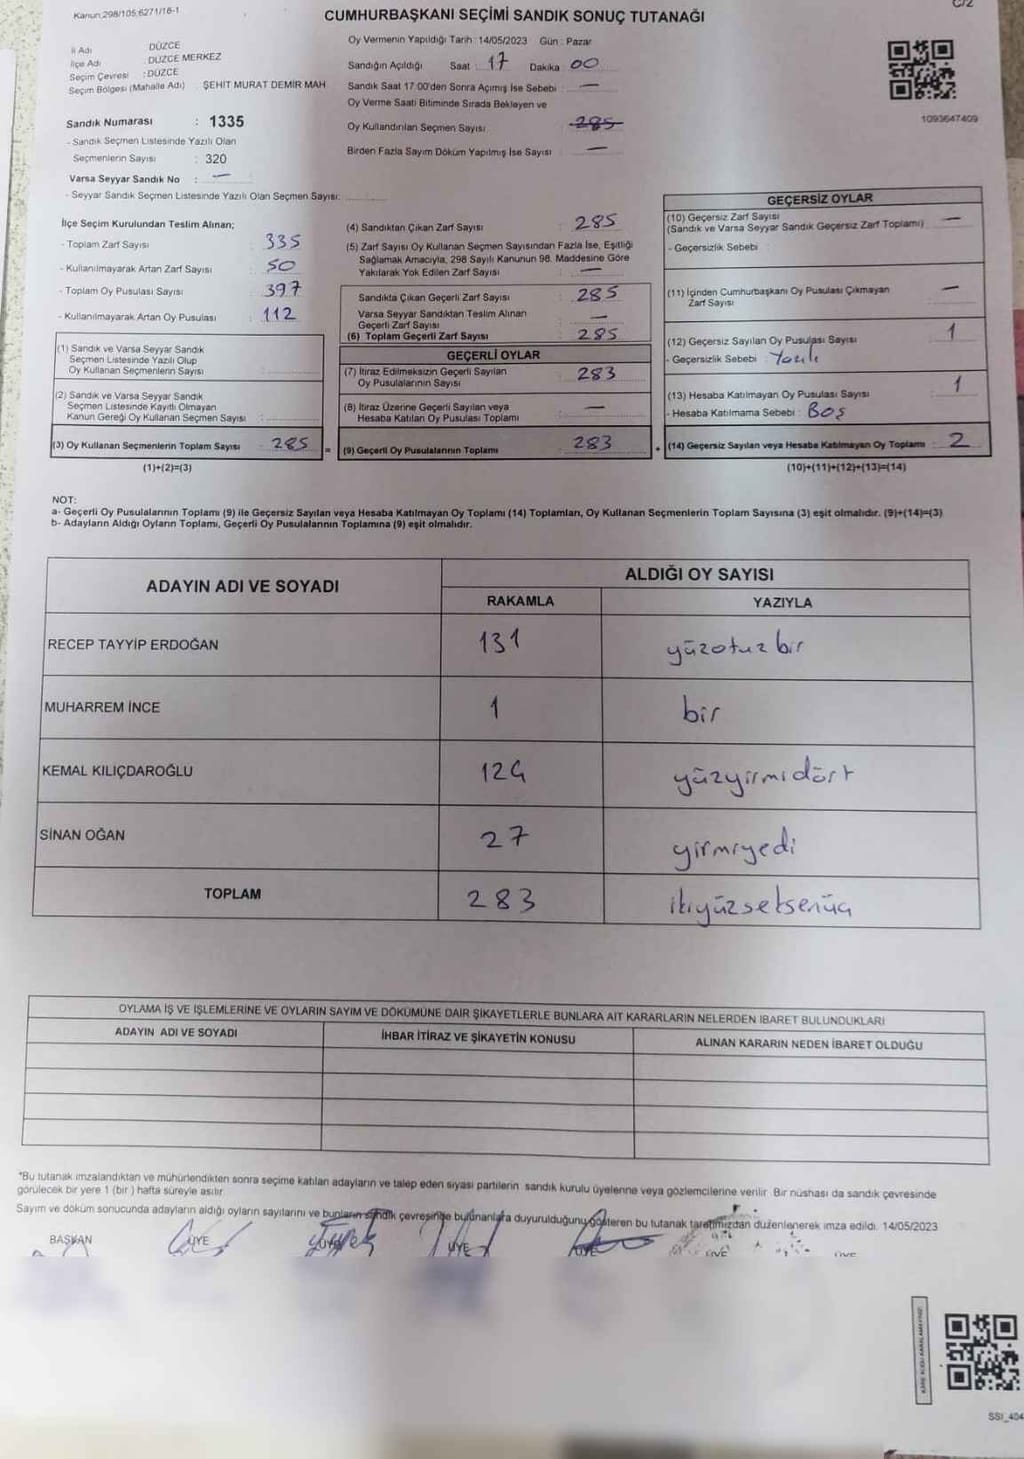 Kanun:298/105;6271/16-1
C/2
CUMHURBAŞKANI SEÇİMİ SANDIK SONUÇ TUTANAĞI
İl Adı : DÜZCE
İlçe Adı : DÜZCE MERKEZ
Seçim Çevresi : DÜZCE
Seçim Bölgesi (Mahalle Adı) ŞEHİT MURAT DEMİR MAH
Sandık Numarası : 1335
- Sandık Seçmen Listesinde Yazılı Olan
Seçmenlerin Sayısı : 320
Varsa Seyyar Sandık No : —
- Seyyar Sandık Seçmen Listesinde Yazılı Olan Seçmen Sayısı:
Oy Vermenin Yapıldığı Tarih :14/05/2023 Gün : Pazar
Sandığın Açıldığı Saat : 17 Dakika 00
Sandık Saat 17:00'den Sonra Açımış İse Sebebi : —
Oy Verme Saati Bitiminde Sırada Bekleyen ve
Oy Kullandırılan Seçmen Sayısı : 285
Birden Fazla Sayım Döküm Yapılmış İse Sayısı : —
1093647409
İlçe Seçim Kurulundan Teslim Alınan;
- Toplam Zarf Sayısı : 335
- Kullanılmayarak Artan Zarf Sayısı : 50
- Toplam Oy Pusulası Sayısı : 397
- Kullanılmayarak Artan Oy Pusulası : 112
(1) Sandık ve Varsa Seyyar Sandık
Seçmen Listesinde Yazılı Olup
Oy Kullanan Seçmenlerin Sayısı :
(2) Sandık ve Varsa Seyyar Sandık
Seçmen Listesinde Kayıtlı Olmayan
Kanun Gereği Oy Kullanan Seçmen Sayısı :
(3) Oy Kullanan Seçmenlerin Toplam Sayısı : 285
(1)+(2)=(3)
(4) Sandıktan Çıkan Zarf Sayısı : 285
(5) Zarf Sayısı Oy Kullanan Seçmen Sayısından Fazla İse, Eşitliği
Sağlamak Amacıyla, 298 Sayılı Kanunun 98. Maddesine Göre
Yakılarak Yok Edilen Zarf Sayısı : —
Sandıkta Çıkan Geçerli Zarf Sayısı : 285
Varsa Seyyar Sandıktan Teslim Alınan
Geçerli Zarf Sayısı : —
(6) Toplam Geçerli Zarf Sayısı : 285
GEÇERLİ OYLAR
(7) İtiraz Edilmeksizin Geçerli Sayılan
Oy Pusulalarının Sayısı : 283
(8) İtiraz Üzerine Geçerli Sayılan veya
Hesaba Katılan Oy Pusulası Toplamı : —
= (9) Geçerli Oy Pusulalarının Toplamı : 283
GEÇERSİZ OYLAR
(10) Geçersiz Zarf Sayısı : —
(Sandık ve Varsa Seyyar Sandık Geçersiz Zarf Toplamı)
- Geçersizlik Sebebi :
(11) İçinden Cumhurbaşkanı Oy Pusulası Çıkmayan
Zarf Sayısı : —
(12) Geçersiz Sayılan Oy Pusulası Sayısı : 1
- Geçersizlik Sebebi : Yazılı
(13) Hesaba Katılmayan Oy Pusulası Sayısı : 1
- Hesaba Katılmama Sebebi : BOŞ
+ (14) Geçersiz Sayılan veya Hesaba Katılmayan Oy Toplamı : 2
(10)+(11)+(12)+(13)=(14)
NOT:
a- Geçerli Oy Pusulalarının Toplamı (9) ile Geçersiz Sayılan veya Hesaba Katılmayan Oy Toplamı (14) Toplamları, Oy Kullanan Seçmenlerin Toplam Sayısına (3) eşit olmalıdır. (9)+(14)=(3)
b- Adayların Aldığı Oyların Toplamı, Geçerli Oy Pusulalarının Toplamına (9) eşit olmalıdır.
ADAYIN ADI VE SOYADI
ALDIĞI OY SAYISI
RAKAMLA YAZIYLA
RECEP TAYYİP ERDOĞAN 131 yüzotuz bir
MUHARREM İNCE 1 bir
KEMAL KILIÇDAROĞLU 124 yüzyirmi dört
SİNAN OĞAN 27 yirmiyedi
TOPLAM 283 ikiyüzseksenüç
OYLAMA İŞ VE İŞLEMLERİNE VE OYLARIN SAYIM VE DÖKÜMÜNE DAİR ŞİKAYETLERLE BUNLARA AİT KARARLARIN NELERDEN İBARET BULUNDUKLARI
ADAYIN ADI VE SOYADI İHBAR İTİRAZ VE ŞİKAYETİN KONUSU ALINAN KARARIN NEDEN İBARET OLDUĞU
*Bu tutanak imzalandıktan ve mühürlendikten sonra seçime katılan adayların ve talep eden siyasi partilerin sandık kurulu üyelerine veya gözlemcilerine verilir. Bir nüshası da sandık çevresinde
görülecek bir yere 1 (bir) hafta süreyle asılır.
Sayım ve döküm sonucunda adayların aldığı oyların sayılarını ve bunların sandık çevresinde bulunanlara duyurulduğunu gösteren bu tutanak tarafımızdan düzenlenerek imza edildi. 14/05/2023
BAŞKAN ÜYE ÜYE ÜYE ÜYE ÜYE ÜYE
SSI_404